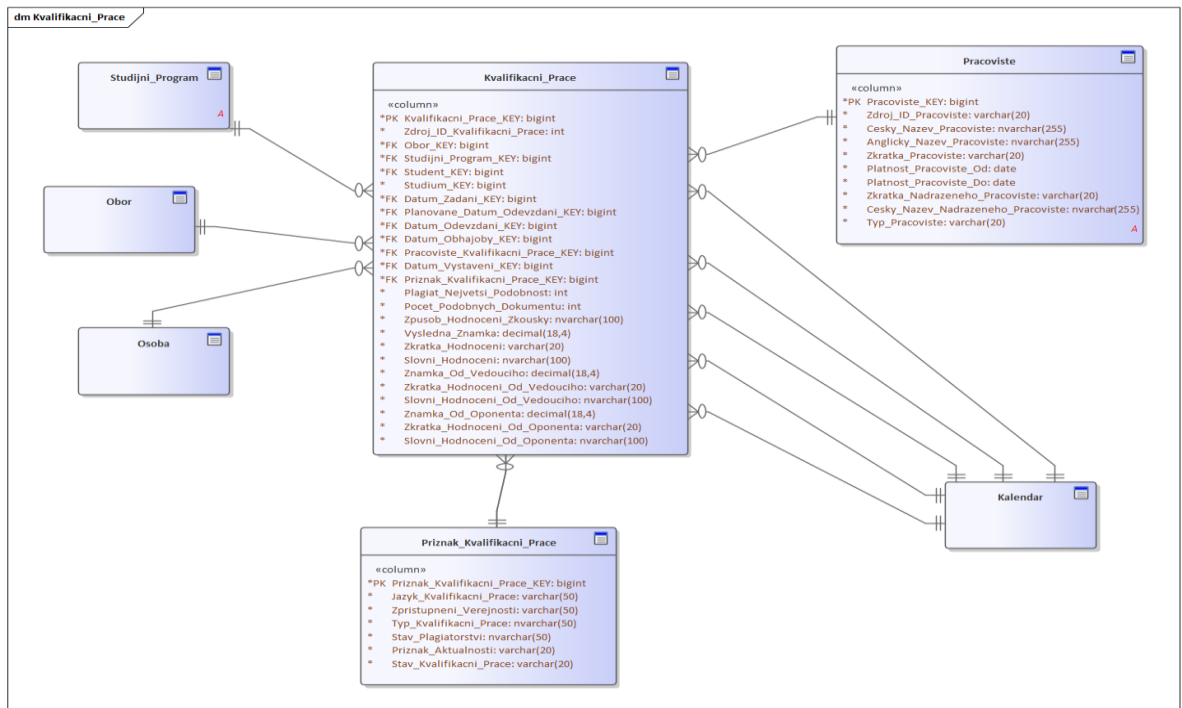 dm Kvalifikacni_Prace
Studijni_Program
A
Obor
Osoba
Kvalifikacni_Prace
«column»
*PK Kvalifikacni_Prace_KEY: bigint
* Zdroj_ID_Kvalifikacni_Prace: int
*FK Obor_KEY: bigint
*FK Studijni_Program_KEY: bigint
*FK Student_KEY: bigint
* Studium_KEY: bigint
*FK Datum_Zadani_KEY: bigint
*FK Planovane_Datum_Odevzdani_KEY: bigint
*FK Datum_Odevzdani_KEY: bigint
*FK Datum_Obhajoby_KEY: bigint
*FK Pracoviste_Kvalifikacni_Prace_KEY: bigint
*FK Datum_Vystaveni_KEY: bigint
*FK Priznak_Kvalifikacni_Prace_KEY: bigint
* Plagiat_Nejvetsi_Podobnost: int
* Pocet_Podobnych_Dokumentu: int
* Zpusob_Hodnoceni_Zkousky: nvarchar(100)
* Vysledna_Znamka: decimal(18,4)
* Zkratka_Hodnoceni: varchar(20)
* Slovni_Hodnoceni: nvarchar(100)
* Znamka_Od_Vedouciho: decimal(18,4)
* Zkratka_Hodnoceni_Od_Vedouciho: varchar(20)
* Slovni_Hodnoceni_Od_Vedouciho: nvarchar(100)
* Znamka_Od_Oponenta: decimal(18,4)
* Zkratka_Hodnoceni_Od_Oponenta: varchar(20)
* Slovni_Hodnoceni_Od_Oponenta: nvarchar(100)
Pracoviste
«column»
*PK Pracoviste_KEY: bigint
* Zdroj_ID_Pracoviste: varchar(20)
* Cesky_Nazev_Pracoviste: nvarchar(255)
* Anglicky_Nazev_Pracoviste: nvarchar(255)
* Zkratka_Pracoviste: varchar(20)
* Platnost_Pracoviste_Od: date
* Platnost_Pracoviste_Do: date
* Zkratka_Nadrazeneho_Pracoviste: varchar(20)
* Cesky_Nazev_Nadrazeneho_Pracoviste: nvarchar(255)
* Typ_Pracoviste: varchar(20)
A
Kalendar
Priznak_Kvalifikacni_Prace
«column»
*PK Priznak_Kvalifikacni_Prace_KEY: bigint
* Jazyk_Kvalifikacni_Prace: varchar(50)
* Zpristupneni_Verejnosti: varchar(50)
* Typ_Kvalifikacni_Prace: nvarchar(50)
* Stav_Plagiatorstvi: nvarchar(50)
* Priznak_Aktualnosti: varchar(20)
* Stav_Kvalifikacni_Prace: varchar(20)